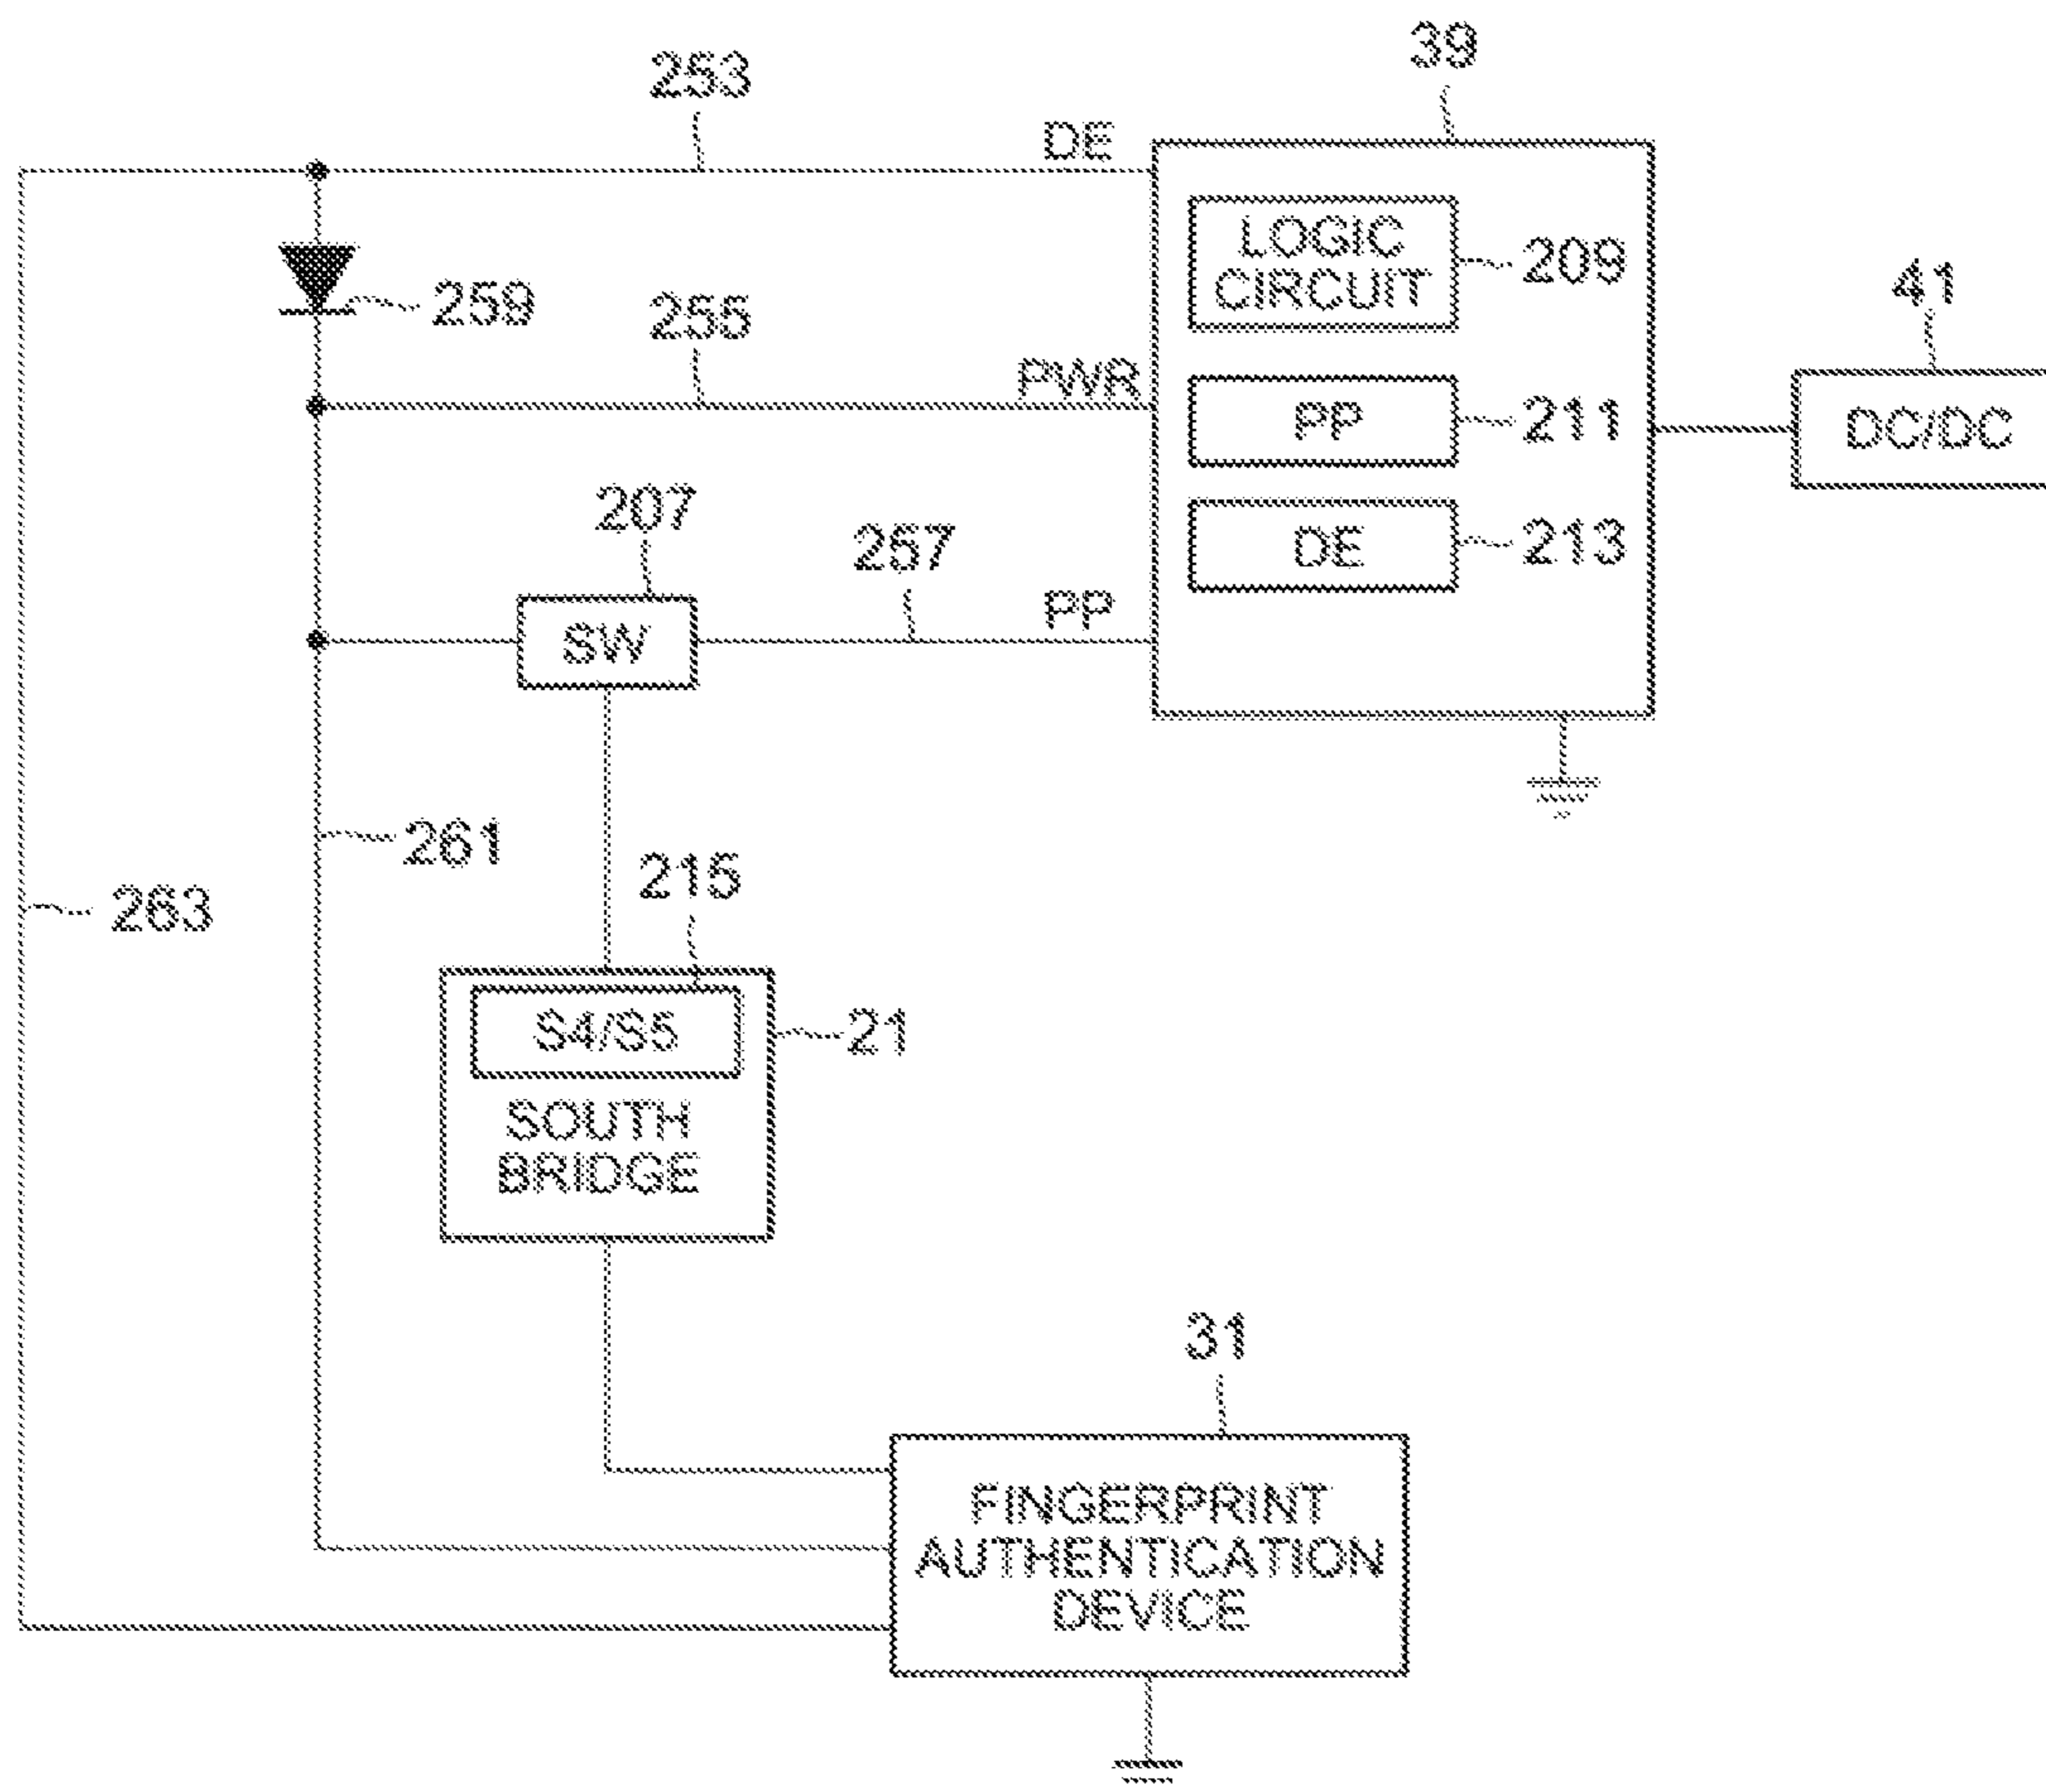 39
253
DE
LOGIC
CIRCUIT
209
259
255
PWR
41
PP
211
DC/DC
207
257
DE
213
PP
SW
261
215
263
S4/S5
21
SOUTH
BRIDGE
31
FINGERPRINT
AUTHENTICATION
DEVICE